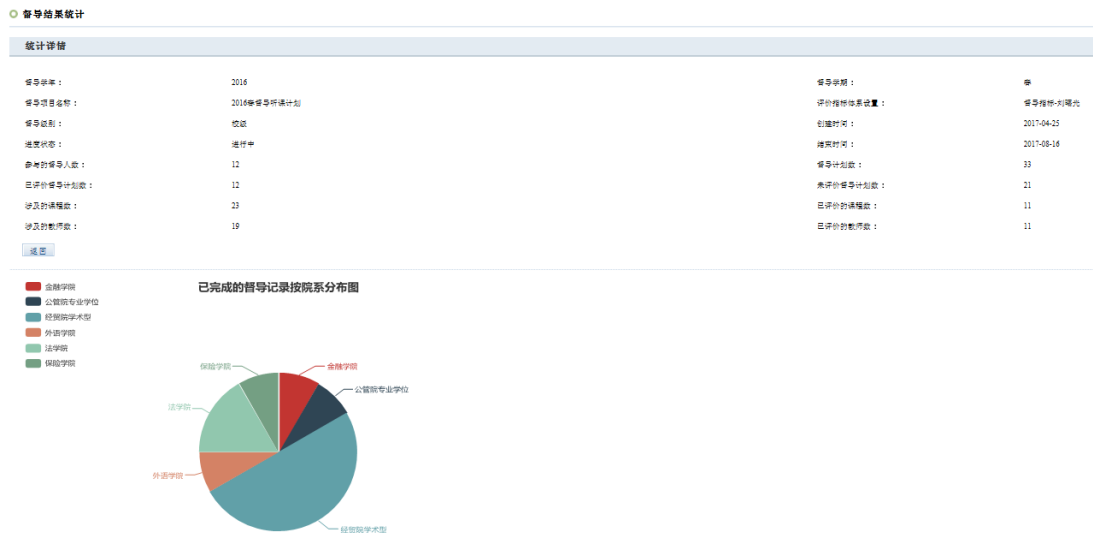 督导结果统计
统计详情
督导学年： 2016 督导学期： 春
督导项目名称： 2016春督导听课计划 评价指标体系设置： 督导指标-刘曙光
督导级别： 校级 创建时间： 2017-04-25
进度状态： 进行中 结束时间： 2017-08-16
参与的督导人数： 12 督导计划数： 33
已评价督导计划数： 12 未评价督导计划数： 21
涉及的课程数： 23 已评价的课程数： 11
涉及的教师数： 19 已评价的教师数： 11
返回
金融学院
公管院专业学位
经贸院学术型
外语学院
法学院
保险学院
已完成的督导记录按院系分布图
保险学院
金融学院
公管院专业学位
法学院
外语学院
经贸院学术型